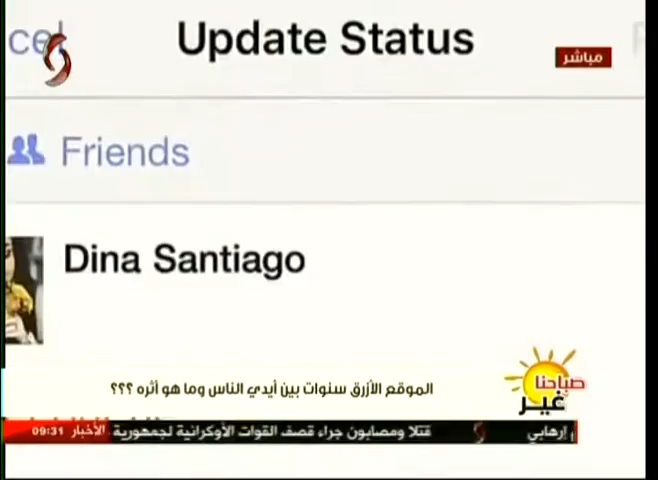 Update Status
مباشر
Friends
Dina Santiago
الموقع الأزرق سنوات بين أيدي الناس وما هو أثره ؟؟؟
صباحنا
غير
إرهابي
قتلا ومصابون جراء قصف القوات الأوكرانية لجمهورية
الأخبار 09:31